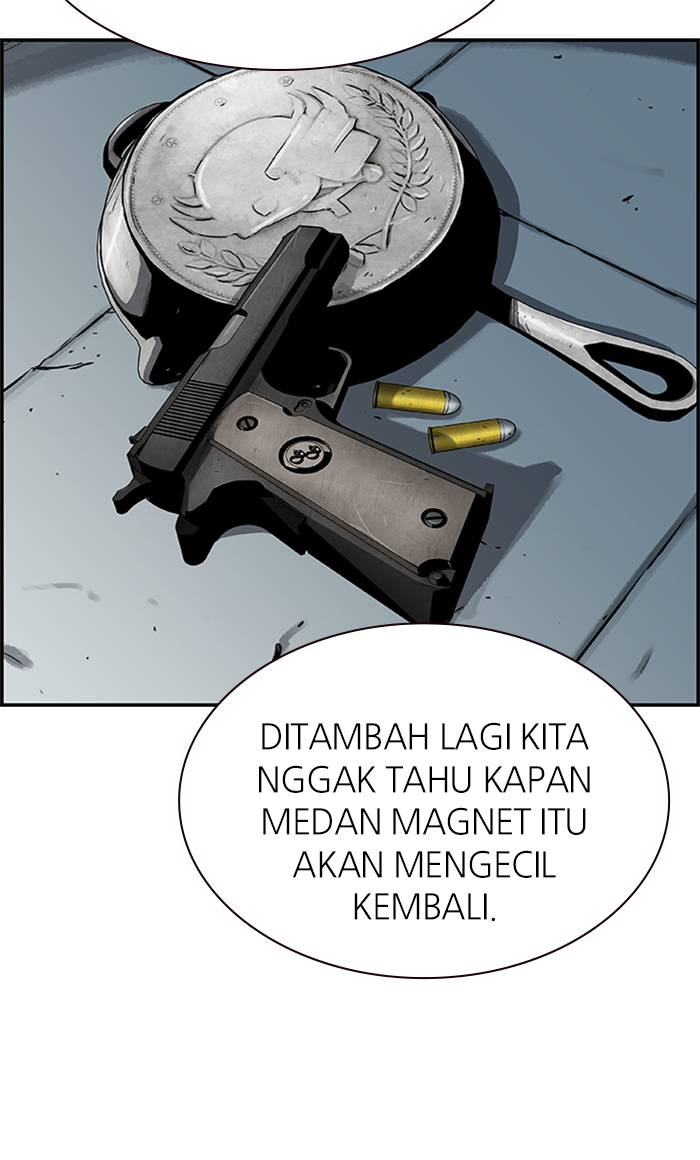 DITAMBAH LAGI KITA
NGGAK TAHU KAPAN
MEDAN MAGNET ITU
AKAN MENGECIL
KEMBALI.